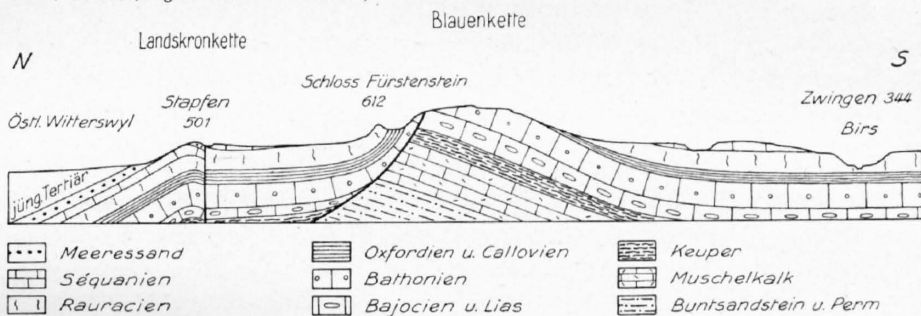 Blauenkette
Landskronkette
N
S
Schloss Fürstenstein
612
Stapfen
501
Zwingen 344
Birs
Östl. Witterswyl
jüng. Tertiär
Meeressand
Oxfordien u. Callovien
Keuper
Séquanien
Bathonien
Muschelkalk
Rauracien
Bajocien u. Lias
Buntsandstein u. Perm